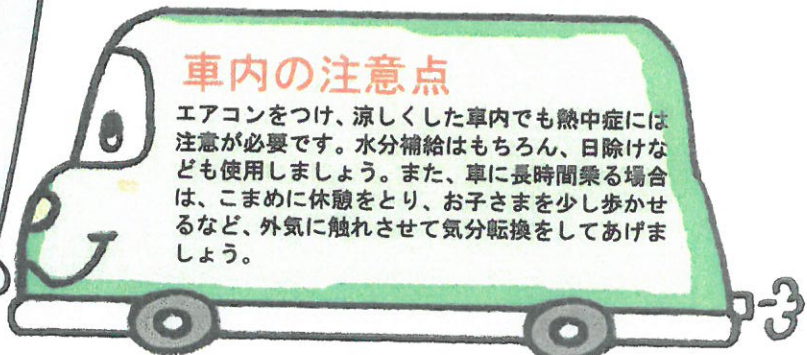 車内の注意点
エアコンをつけ、涼しくした車内でも熱中症には
注意が必要です。水分補給はもちろん、日除けな
ども使用しましょう。また、車に長時間乗る場合
は、こまめに休憩をとり、お子さまを少し歩かせ
るなど、外気に触れさせて気分転換をしてあげま
しょう。